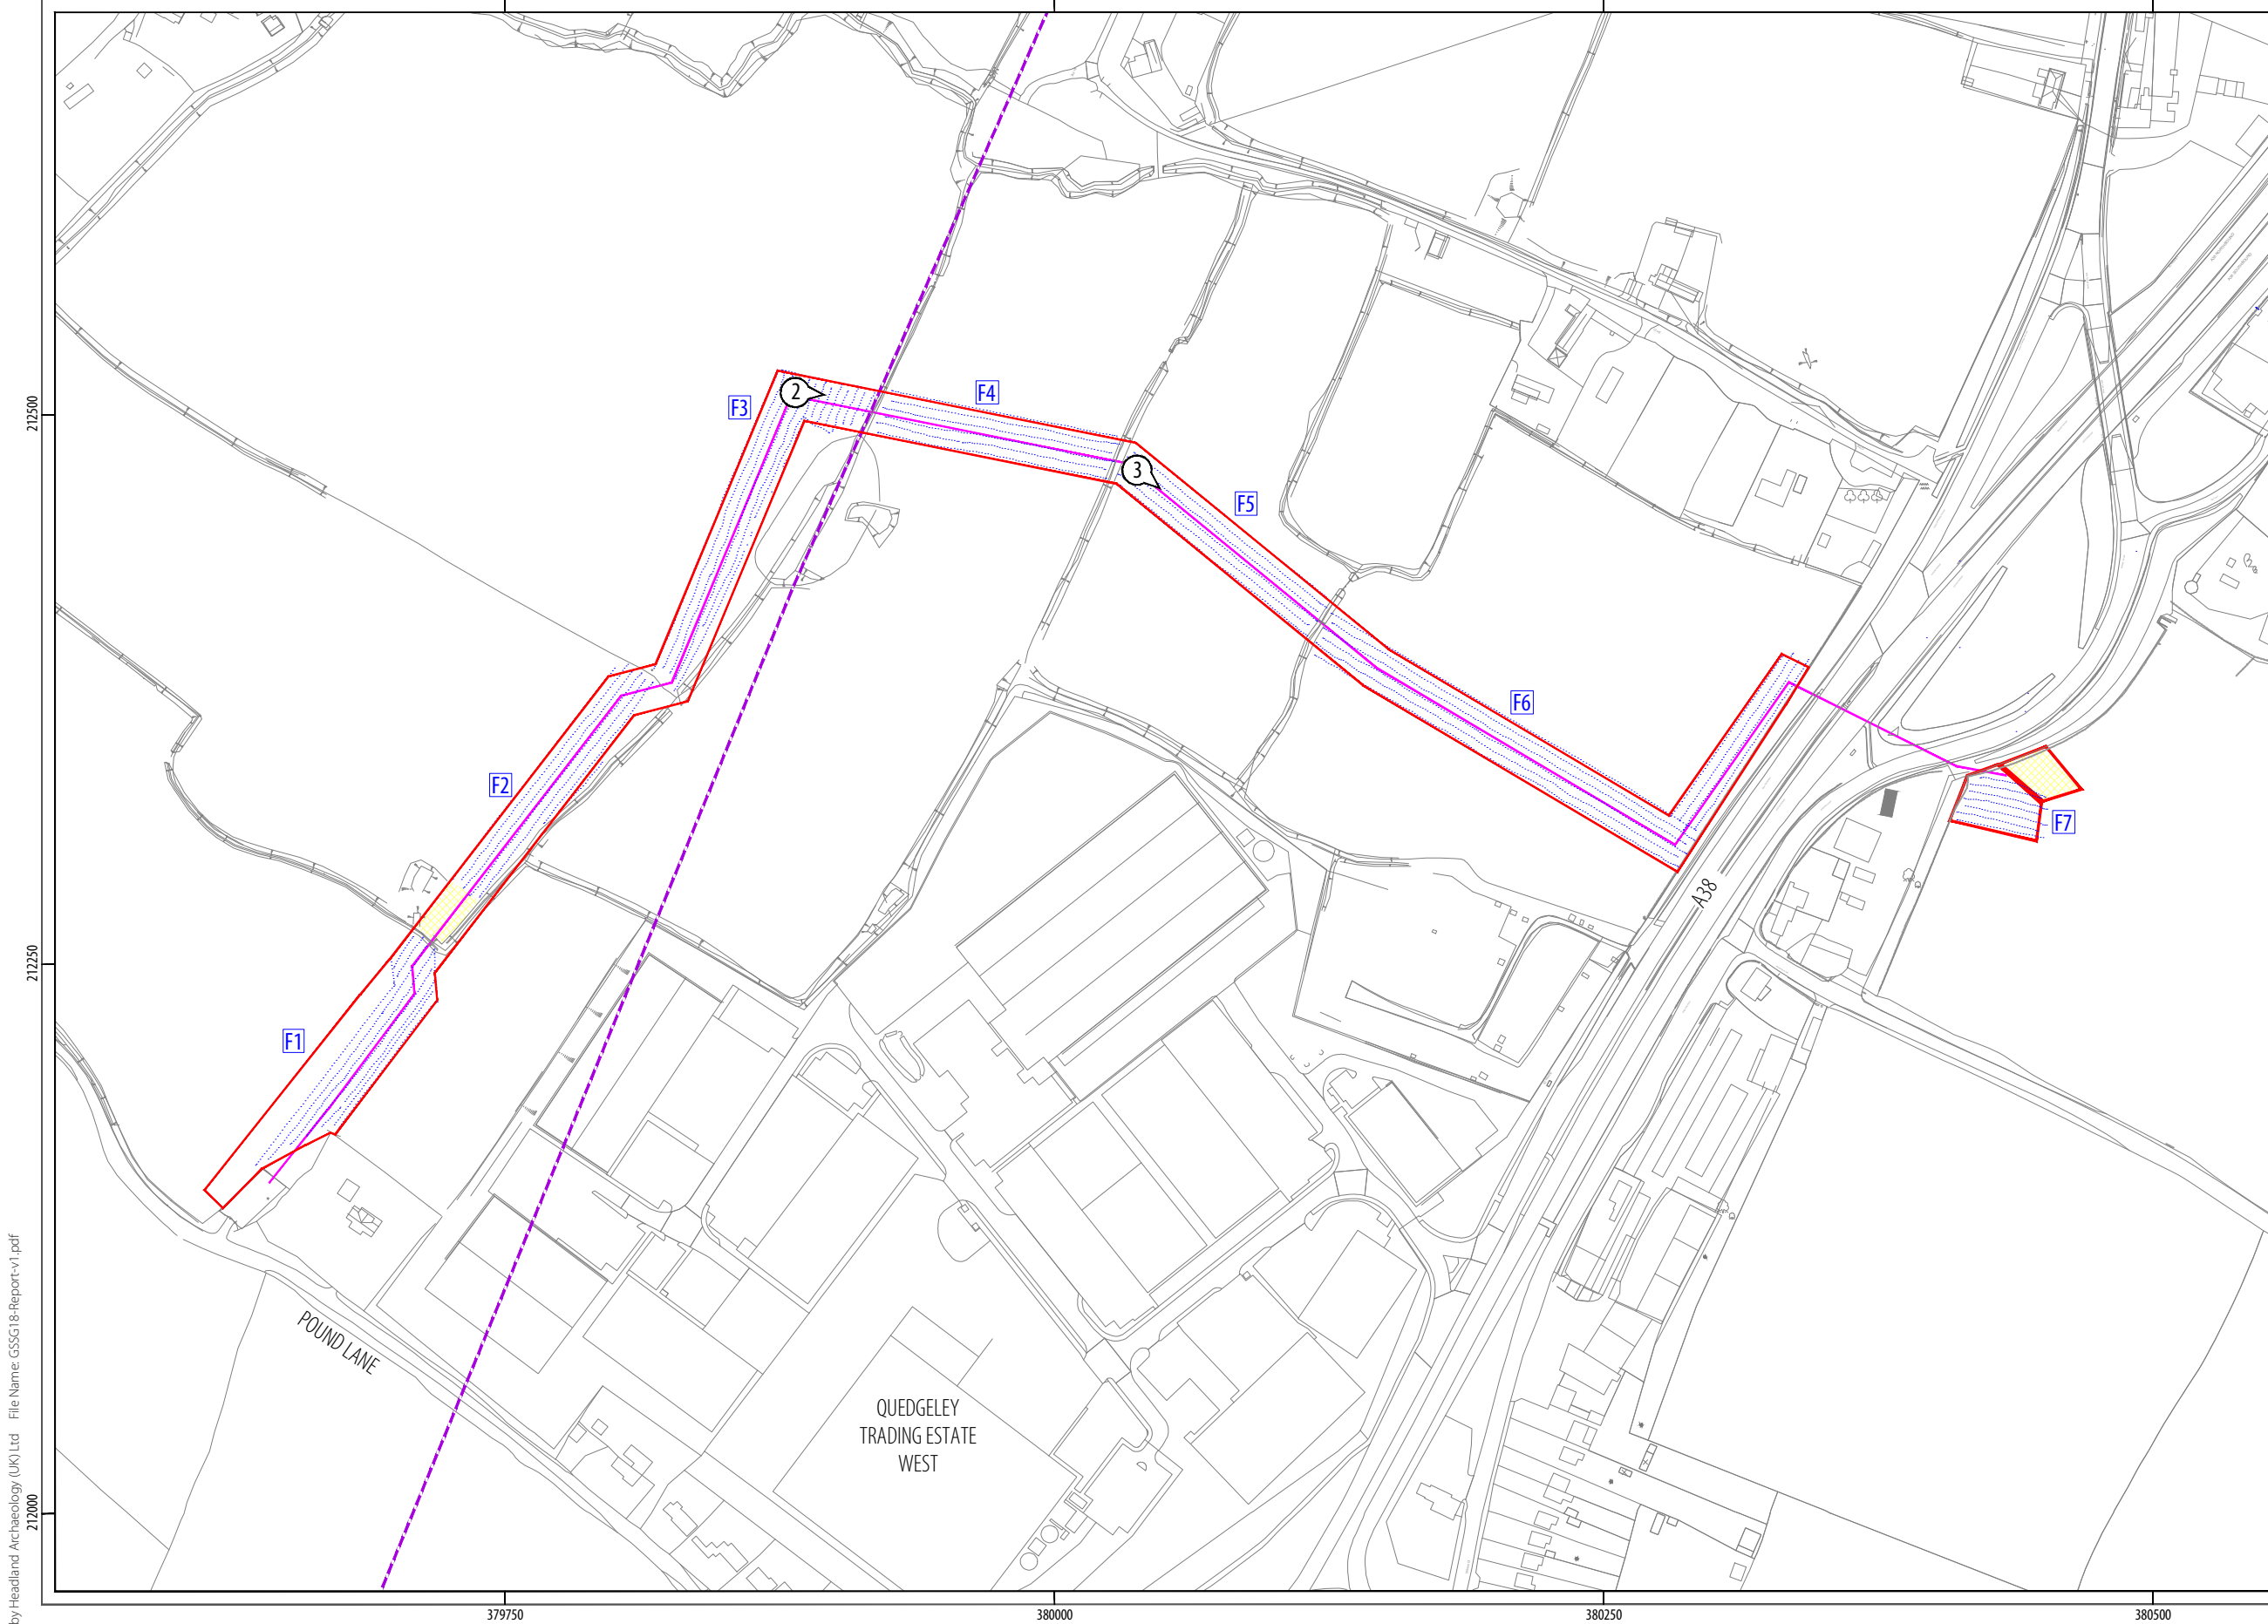 212500
212250
212000
F3
2
F4
3
F5
F6
F2
A38
F7
F1
POUND LANE
QUEDGELEY
TRADING ESTATE
WEST
by Headland Archaeology (UK) Ltd File Name: GSSG18-Report-v1.pdf
379750
380000
380250
380500